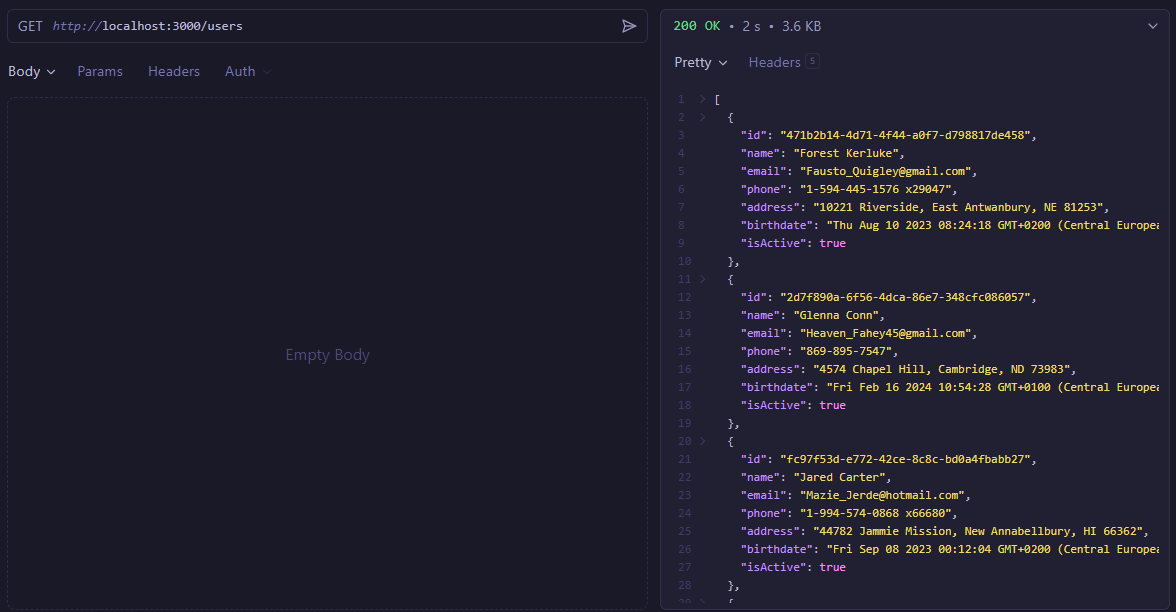 GET http://localhost:3000/users
Body Params Headers Auth
Empty Body
200 OK • 2 s • 3.6 KB
Pretty Headers 5
1 [
2 {
3 "id": "471b2b14-4d71-4f44-a0f7-d798817de458",
4 "name": "Forest Kerluke",
5 "email": "Fausto_Quigley@gmail.com",
6 "phone": "1-594-445-1576 x29047",
7 "address": "10221 Riverside, East Antwanbury, NE 81253",
8 "birthdate": "Thu Aug 10 2023 08:24:18 GMT+0200 (Central Europea
9 "isActive": true
10 },
11 {
12 "id": "2d7f890a-6f56-4dca-86e7-348cfc086057",
13 "name": "Glenna Conn",
14 "email": "Heaven_Fahey45@gmail.com",
15 "phone": "869-895-7547",
16 "address": "4574 Chapel Hill, Cambridge, ND 73983",
17 "birthdate": "Fri Feb 16 2024 10:54:28 GMT+0100 (Central Europea
18 "isActive": true
19 },
20 {
21 "id": "fc97f53d-e772-42ce-8c8c-bd0a4fbabb27",
22 "name": "Jared Carter",
23 "email": "Mazie_Jerde@hotmail.com",
24 "phone": "1-994-574-0868 x66680",
25 "address": "44782 Jammie Mission, New Annabellbury, HI 66362",
26 "birthdate": "Fri Sep 08 2023 00:12:04 GMT+0200 (Central Europea
27 "isActive": true
28 },
29 {